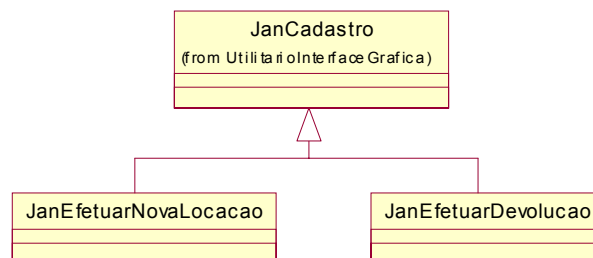 JanCadastro
(from UtilitarioInterfaceGrafica)
JanEfetuarNovaLocacao
JanEfetuarDevolucao